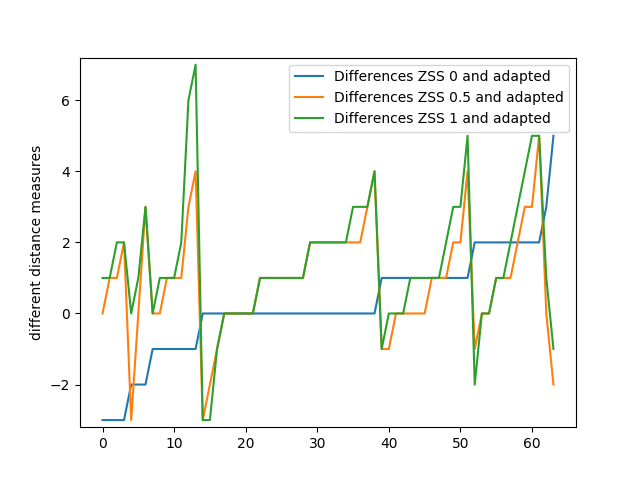 Differences ZSS 0 and adapted
Differences ZSS 0.5 and adapted
Differences ZSS 1 and adapted
different distance measures
6
4
2
0
−2
0 10 20 30 40 50 60